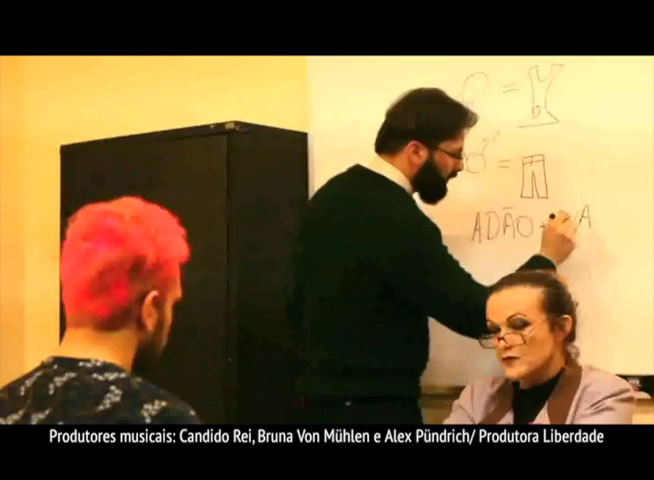 =
=
ADÃO
Produtores musicais: Candido Rei, Bruna Von Mühlen e Alex Pündrich/ Produtora Liberdade